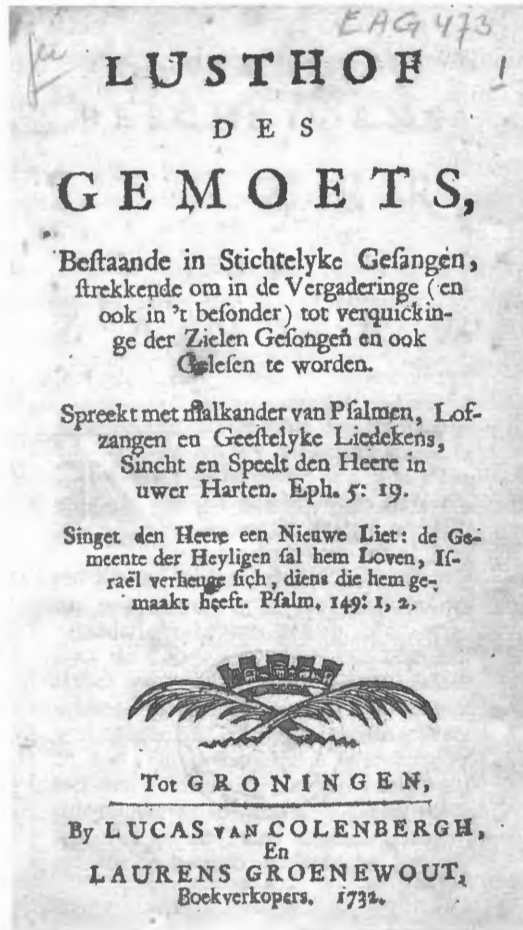 EAG 473
LUSTHOF
DES
GEMOETS,
Beſtaande in Stichtelyke Geſangen,
ſtrekkende om in de Vergaderinge (en
ook in 't beſonder) tot verquickin-
ge der Zielen Geſongen en ook
Geleſen te worden.
Spreekt met malkander van Pſalmen, Lof-
zangen en Geeſtelyke Liedekens,
Sincht en Speelt den Heere in
uwer Harten. Eph. 5: 19.
Singet den Heere een Nieuwe Liet: de Ge-
meente der Heyligen ſal hem Loven, Iſ-
raël verheuge ſich, diens die hem ge-
maakt heeft. Pſalm. 149: 1, 2.
Tot GRONINGEN,
By LUCAS VAN COLENBERGH,
En
LAURENS GROENEWOUT,
Boekverkopers. 1732.